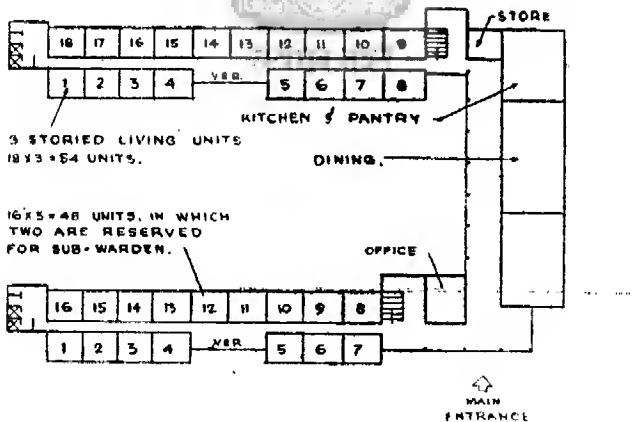 STORE
18 17 16 15 14 13 12 11 10 9
1 2 3 4 VER. 5 6 7 8
KITCHEN & PANTRY
3 STORIED LIVING UNITS
18X3=54 UNITS.
DINING.
16X3=48 UNITS, IN WHICH
TWO ARE RESERVED
FOR SUB-WARDEN.
OFFICE
16 15 14 13 12 11 10 9 8
1 2 3 4 VER. 5 6 7
MAIN
ENTRANCE